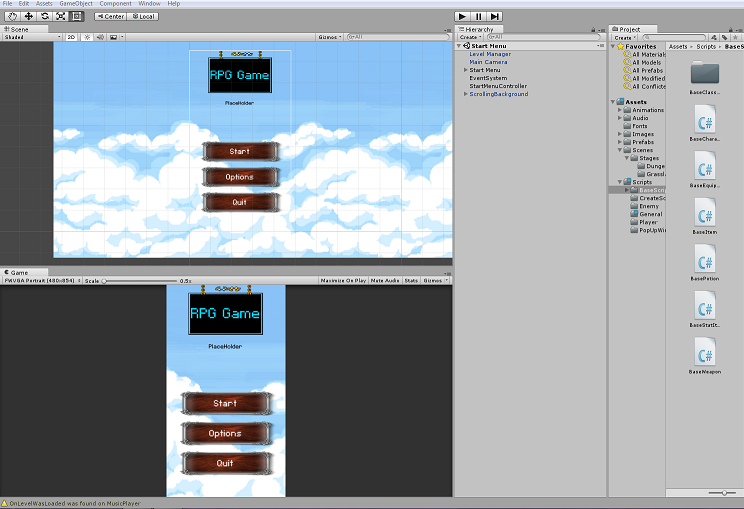 File Edit Assets GameObject Component Window Help
Center Local
Scene
Shaded 2D Gizmos All
RPG Game
PlaceHolder
Start
Options
Quit
Game
FWVGA Portrait (480x854) Scale 0.5x Maximize On Play Mute Audio Stats Gizmos
RPG Game
PlaceHolder
Start
Options
Quit
Hierarchy
Create All
Start Menu
Level Manager
Main Camera
Start Menu
EventSystem
StartMenuController
ScrollingBackground
Project
Create
Favorites
All Materials
All Models
All Prefabs
All Modified
All Conflicte
Assets
Animations
Audio
Fonts
Images
Prefabs
Scenes
Stages
Dunge
Grassl
Scripts
BaseScri
CreateSc
Enemy
General
Player
PopUpWi
Assets Scripts BaseS
BaseClass...
C#
BaseChara...
C#
BaseEquip...
C#
BaseItem
C#
BasePotion
C#
BaseStatIt...
C#
BaseWeapon
OnLevelWasLoaded was found on MusicPlayer